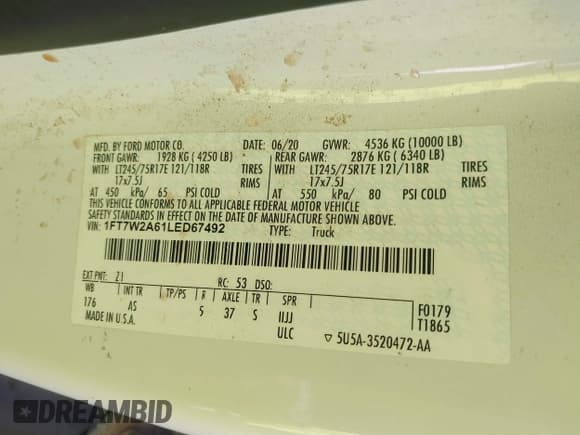 MFD. BY FORD MOTOR CO. DATE: 06/20 GVWR: 4536 KG (10000 LB)
FRONT GAWR: 1928 KG ( 4250 LB) REAR GAWR: 2876 KG ( 6340 LB)
WITH LT245/75R17E 121/118R TIRES WITH LT245/75R17E 121/118R TIRES
17x7.5J RIMS 17x7.5J RIMS
AT 450 kPa/ 65 PSI COLD AT 550 kPa/ 80 PSI COLD
THIS VEHICLE CONFORMS TO ALL APPLICABLE FEDERAL MOTOR VEHICLE
SAFETY STANDARDS IN EFFECT ON THE DATE OF MANUFACTURE SHOWN ABOVE.
VIN: 1FT7W2A61LED67492 TYPE: Truck
EXT PNT: Z1 RC: 53 DSO:
WB INT TR TP/PS R AXLE TR SPR F0179
176 AS 5 37 S IIJJ T1865
MADE IN U.S.A. ULC ▽ 5U5A-3520472-AA
DREAMBID